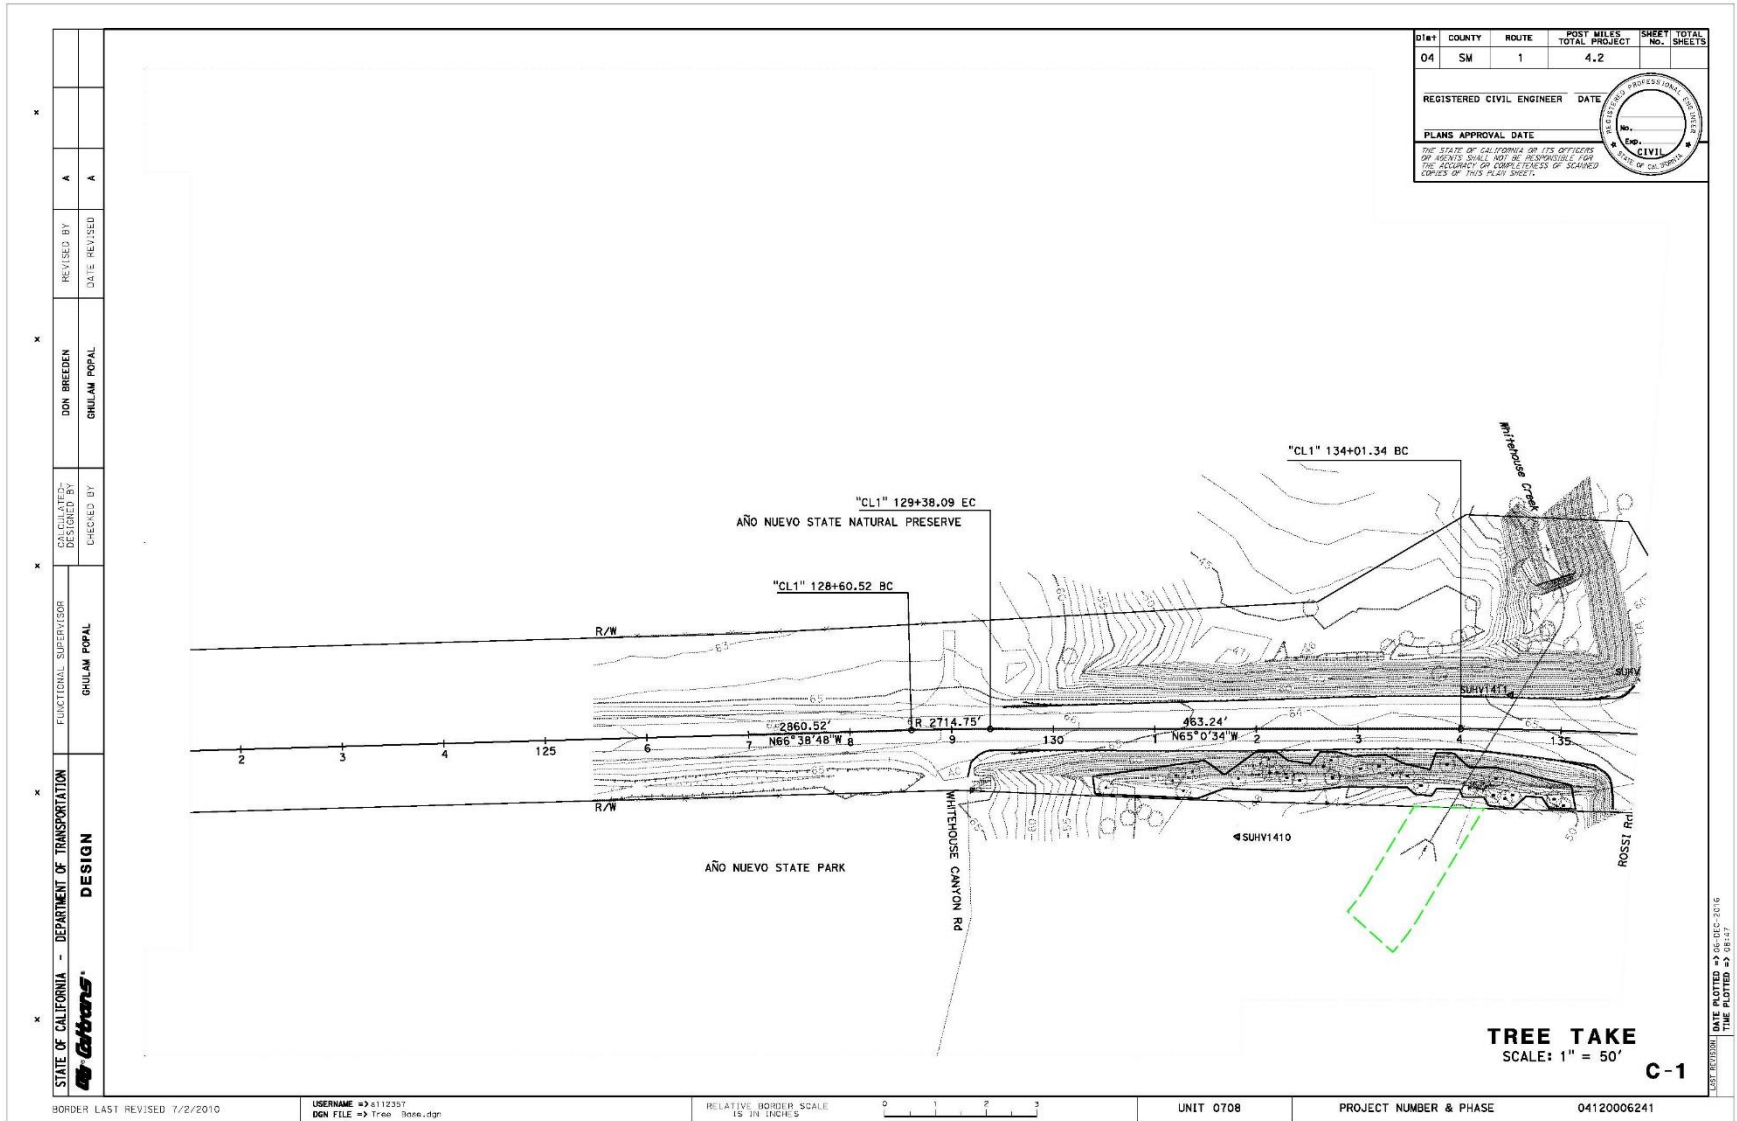 Dist COUNTY ROUTE POST MILES TOTAL PROJECT SHEET No. TOTAL SHEETS
04 SM 1 4.2
REGISTERED CIVIL ENGINEER DATE
PLANS APPROVAL DATE
THE STATE OF CALIFORNIA OR ITS OFFICERS
OR AGENTS SHALL NOT BE RESPONSIBLE FOR
THE ACCURACY OR COMPLETENESS OF SCANNED
COPIES OF THIS PLAN SHEET.
REGISTERED PROFESSIONAL ENGINEER
No.
Exp.
CIVIL
STATE OF CALIFORNIA
STATE OF CALIFORNIA - DEPARTMENT OF TRANSPORTATION
Caltrans
DESIGN
FUNCTIONAL SUPERVISOR
GHULAM POPAL
CALCULATED-
DESIGNED BY
CHECKED BY
DON BREEDEN
GHULAM POPAL
REVISED BY
DATE REVISED
A
A
Whitehouse Creek
"CL1" 134+01.34 BC
"CL1" 129+38.09 EC
AÑO NUEVO STATE NATURAL PRESERVE
"CL1" 128+60.52 BC
R/W
SUHV1411
SUHV
2860.52'
R 2714.75'
463.24'
N66°38'48"W
N65°0'34"W
2 3 4 125 6 7 8 9 130 1 2 3 4 135
R/W
WHITEHOUSE CANYON Rd
SUHV1410
ROSSI Rd
AÑO NUEVO STATE PARK
TREE TAKE
SCALE: 1" = 50'
C-1
LAST REVISION
DATE PLOTTED => 06-DEC-2016
TIME PLOTTED => 08:47
BORDER LAST REVISED 7/2/2010
USERNAME => s112357
DGN FILE => Tree Base.dgn
RELATIVE BORDER SCALE
IS IN INCHES
0 1 2 3
UNIT 0708
PROJECT NUMBER & PHASE
04120006241